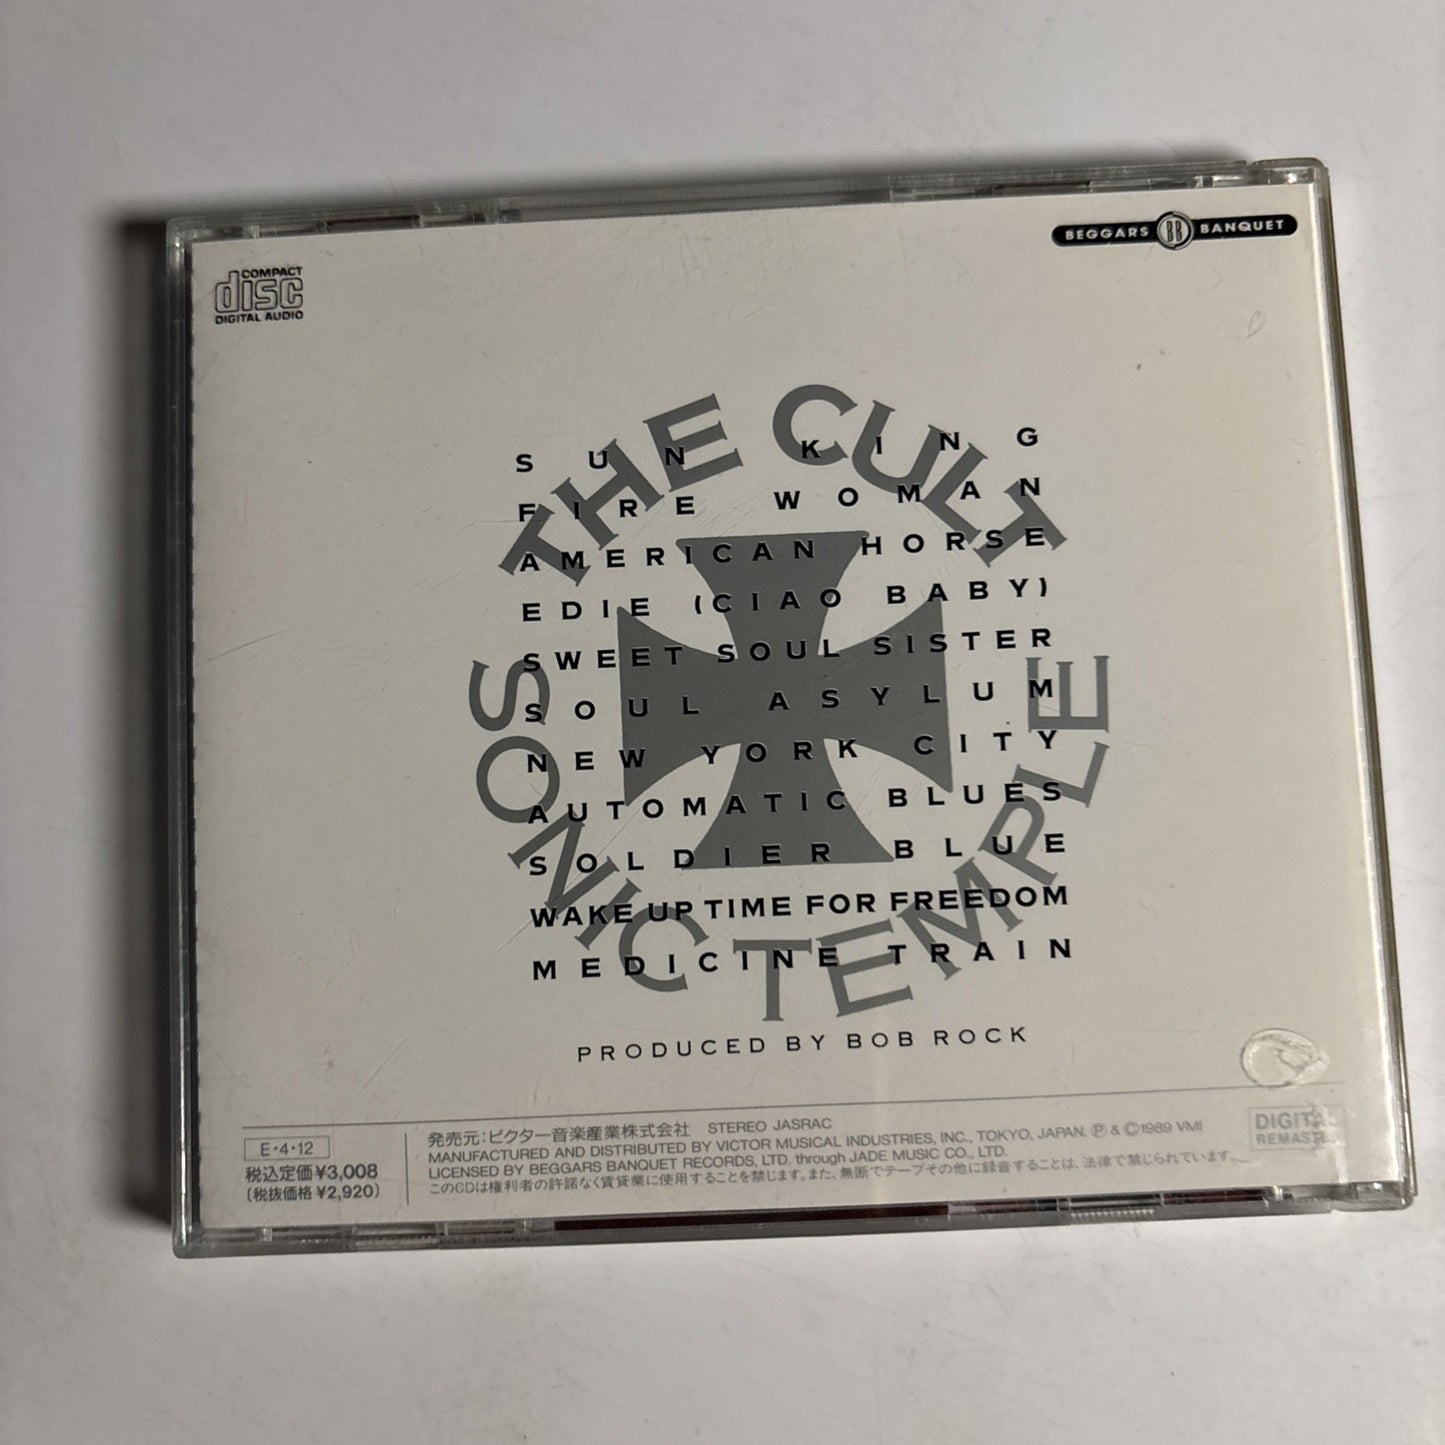 COMPACT
disc
DIGITAL AUDIO
BEGGARS BB BANQUET
THE CULT
SONIC TEMPLE
SUN KING
FIRE WOMAN
AMERICAN HORSE
EDIE (CIAO BABY)
SWEET SOUL SISTER
SOUL ASYLUM
NEW YORK CITY
AUTOMATIC BLUES
SOLDIER BLUE
WAKE UP TIME FOR FREEDOM
MEDICINE TRAIN
PRODUCED BY BOB ROCK
E・4・12
税込定価¥3,008
(税抜価格 ¥2,920)
発売元:ビクター音楽産業株式会社 STEREO JASRAC
MANUFACTURED AND DISTRIBUTED BY VICTOR MUSICAL INDUSTRIES, INC., TOKYO, JAPAN. Ⓟ & ©1989 VMI
LICENSED BY BEGGARS BANQUET RECORDS, LTD. through JADE MUSIC CO., LTD.
このCDは権利者の許諾なく賃貸業に使用することを禁じます。また、無断でテープその他に録音することは、法律で禁じられています。
DIGITAL